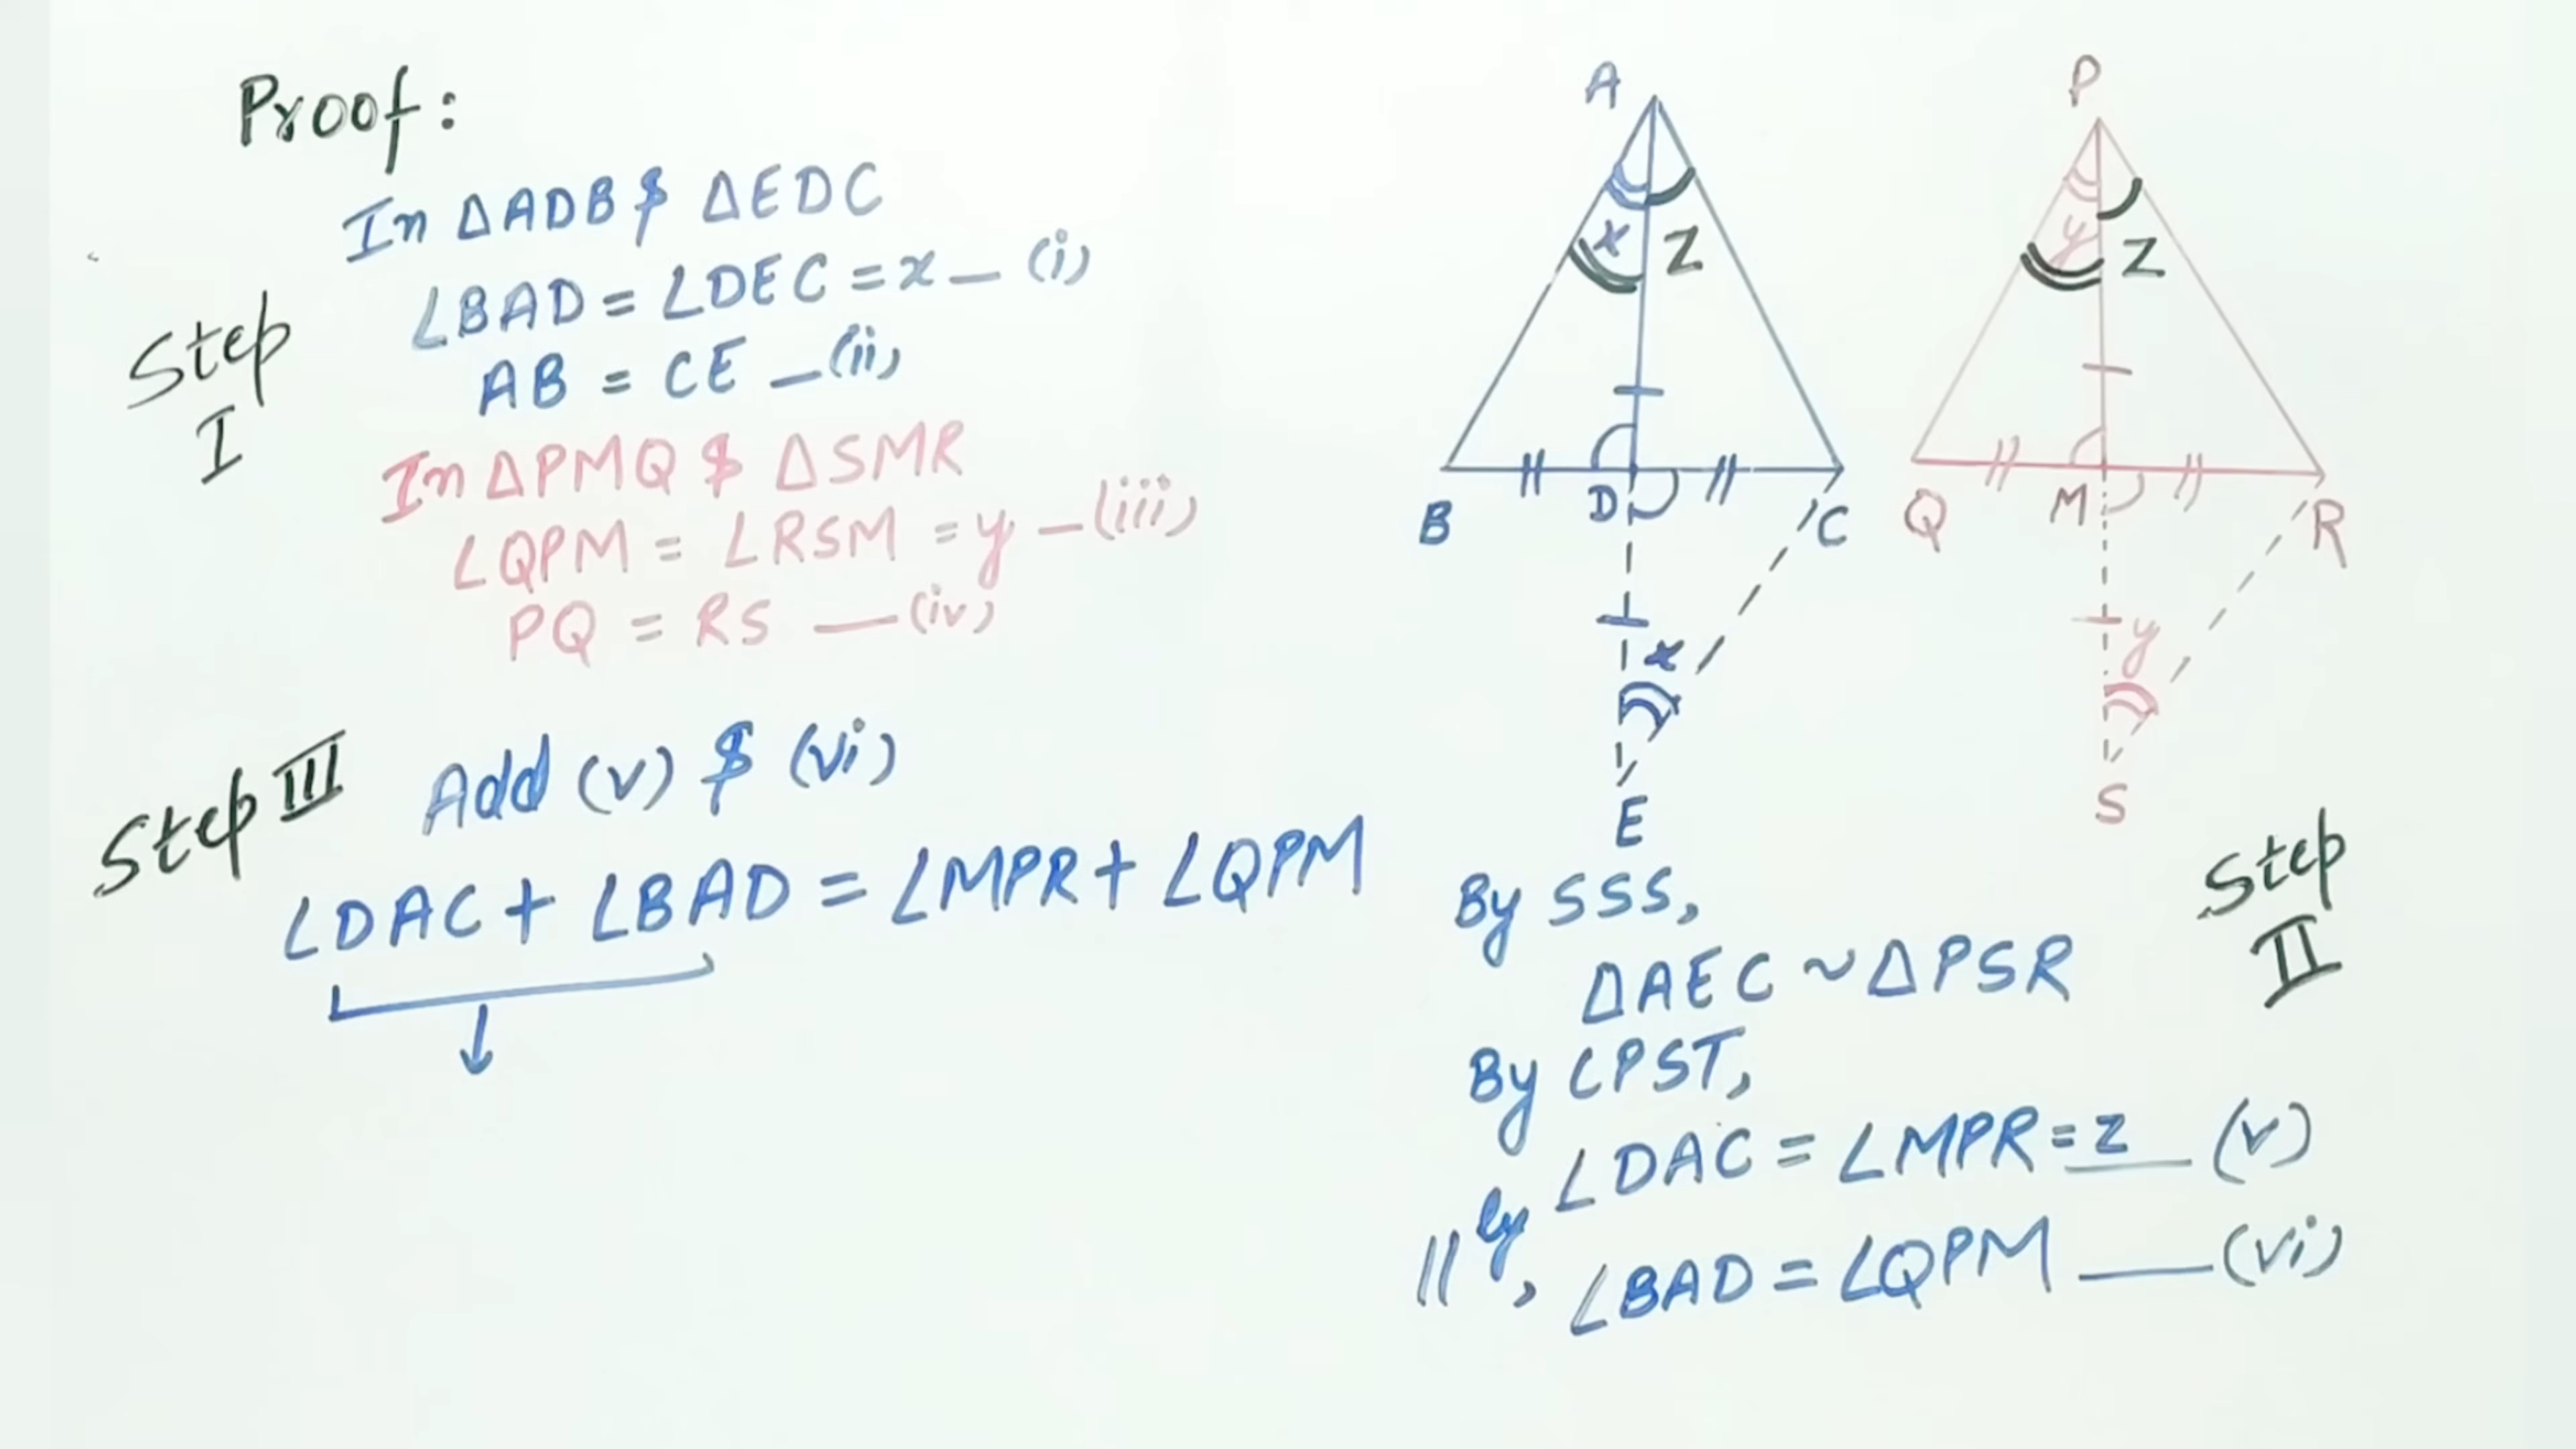 Proof:
In ΔADB & ΔEDC
∠BAD = ∠DEC = x — (i)
AB = CE — (ii)
Step
I
In ΔPMQ & ΔSMR
∠QPM = ∠RSM = y — (iii)
PQ = RS — (iv)
Step III
Add (v) & (vi)
∠DAC + ∠BAD = ∠MPR + ∠QPM
↓
A
x
Z
B
D
C
x
E
P
y
Z
Q
M
R
y
S
Step
II
By SSS,
ΔAEC ~ ΔPSR
By CPST,
∠DAC = ∠MPR = z — (v)
||ly, ∠BAD = ∠QPM — (vi)